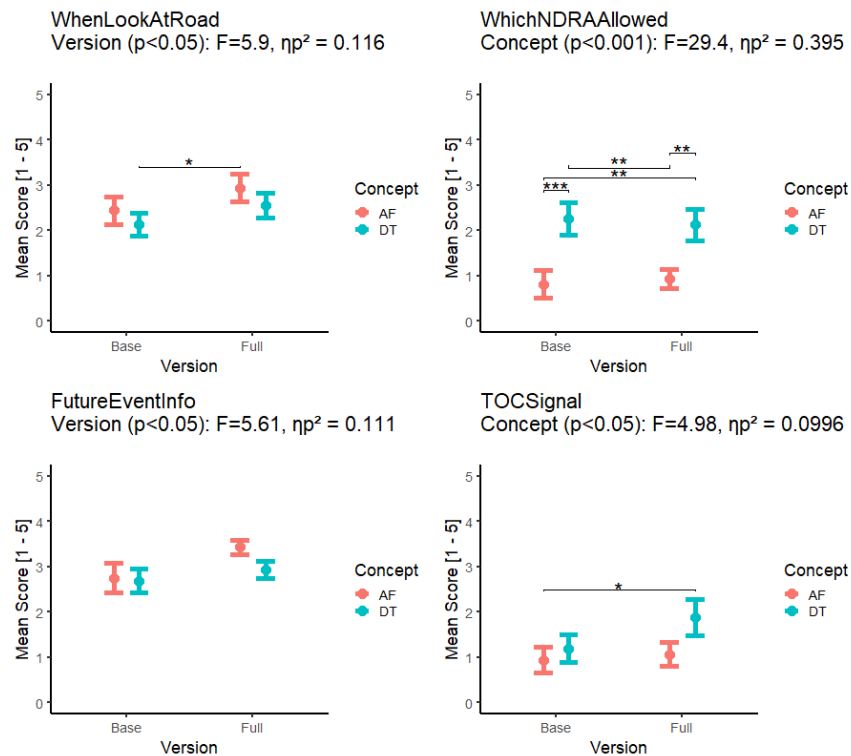 WhenLookAtRoad
Version (p<0.05): F=5.9, ηp² = 0.116
5
4
3
2
1
0
Mean Score [1 - 5]
*
Base
Full
Version
Concept
AF
DT
WhichNDRAAllowed
Concept (p<0.001): F=29.4, ηp² = 0.395
5
4
3
2
1
0
Mean Score [1 - 5]
**
**
**
***
Base
Full
Version
Concept
AF
DT
FutureEventInfo
Version (p<0.05): F=5.61, ηp² = 0.111
5
4
3
2
1
0
Mean Score [1 - 5]
Base
Full
Version
Concept
AF
DT
TOCSignal
Concept (p<0.05): F=4.98, ηp² = 0.0996
5
4
3
2
1
0
Mean Score [1 - 5]
*
Base
Full
Version
Concept
AF
DT